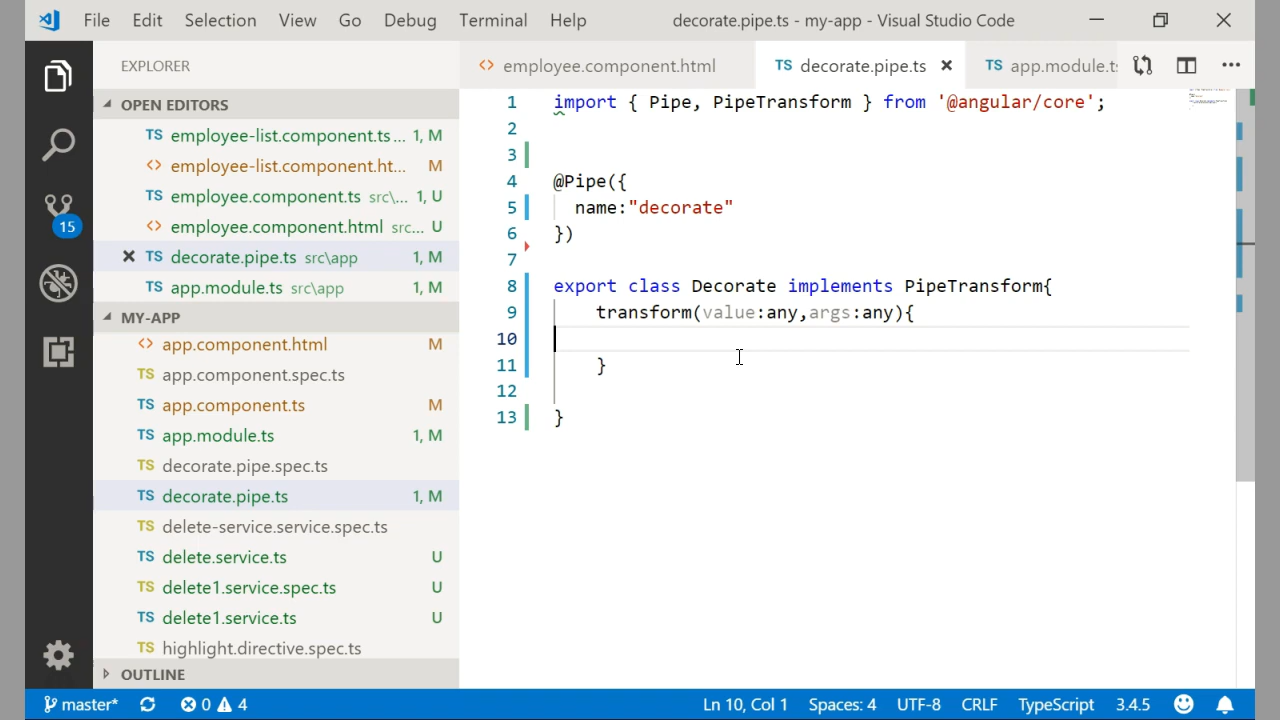 File Edit Selection View Go Debug Terminal Help decorate.pipe.ts - my-app - Visual Studio Code
EXPLORER
OPEN EDITORS
TS employee-list.component.ts ... 1, M
<> employee-list.component.ht... M
TS employee.component.ts src\... 1, U
<> employee.component.html src... U
TS decorate.pipe.ts src\app 1, M
TS app.module.ts src\app 1, M
MY-APP
<> app.component.html M
TS app.component.spec.ts
TS app.component.ts M
TS app.module.ts 1, M
TS decorate.pipe.spec.ts
TS decorate.pipe.ts 1, M
TS delete-service.service.spec.ts
TS delete.service.ts U
TS delete1.service.spec.ts U
TS delete1.service.ts U
TS highlight.directive.spec.ts
OUTLINE
15
<> employee.component.html TS decorate.pipe.ts × TS app.module.t
1 import { Pipe, PipeTransform } from '@angular/core';
2
3
4 @Pipe({
5 name:"decorate"
6 })
7
8 export class Decorate implements PipeTransform{
9 transform(value:any,args:any){
10
11 }
12
13 }
master* 0 4 Ln 10, Col 1 Spaces: 4 UTF-8 CRLF TypeScript 3.4.5